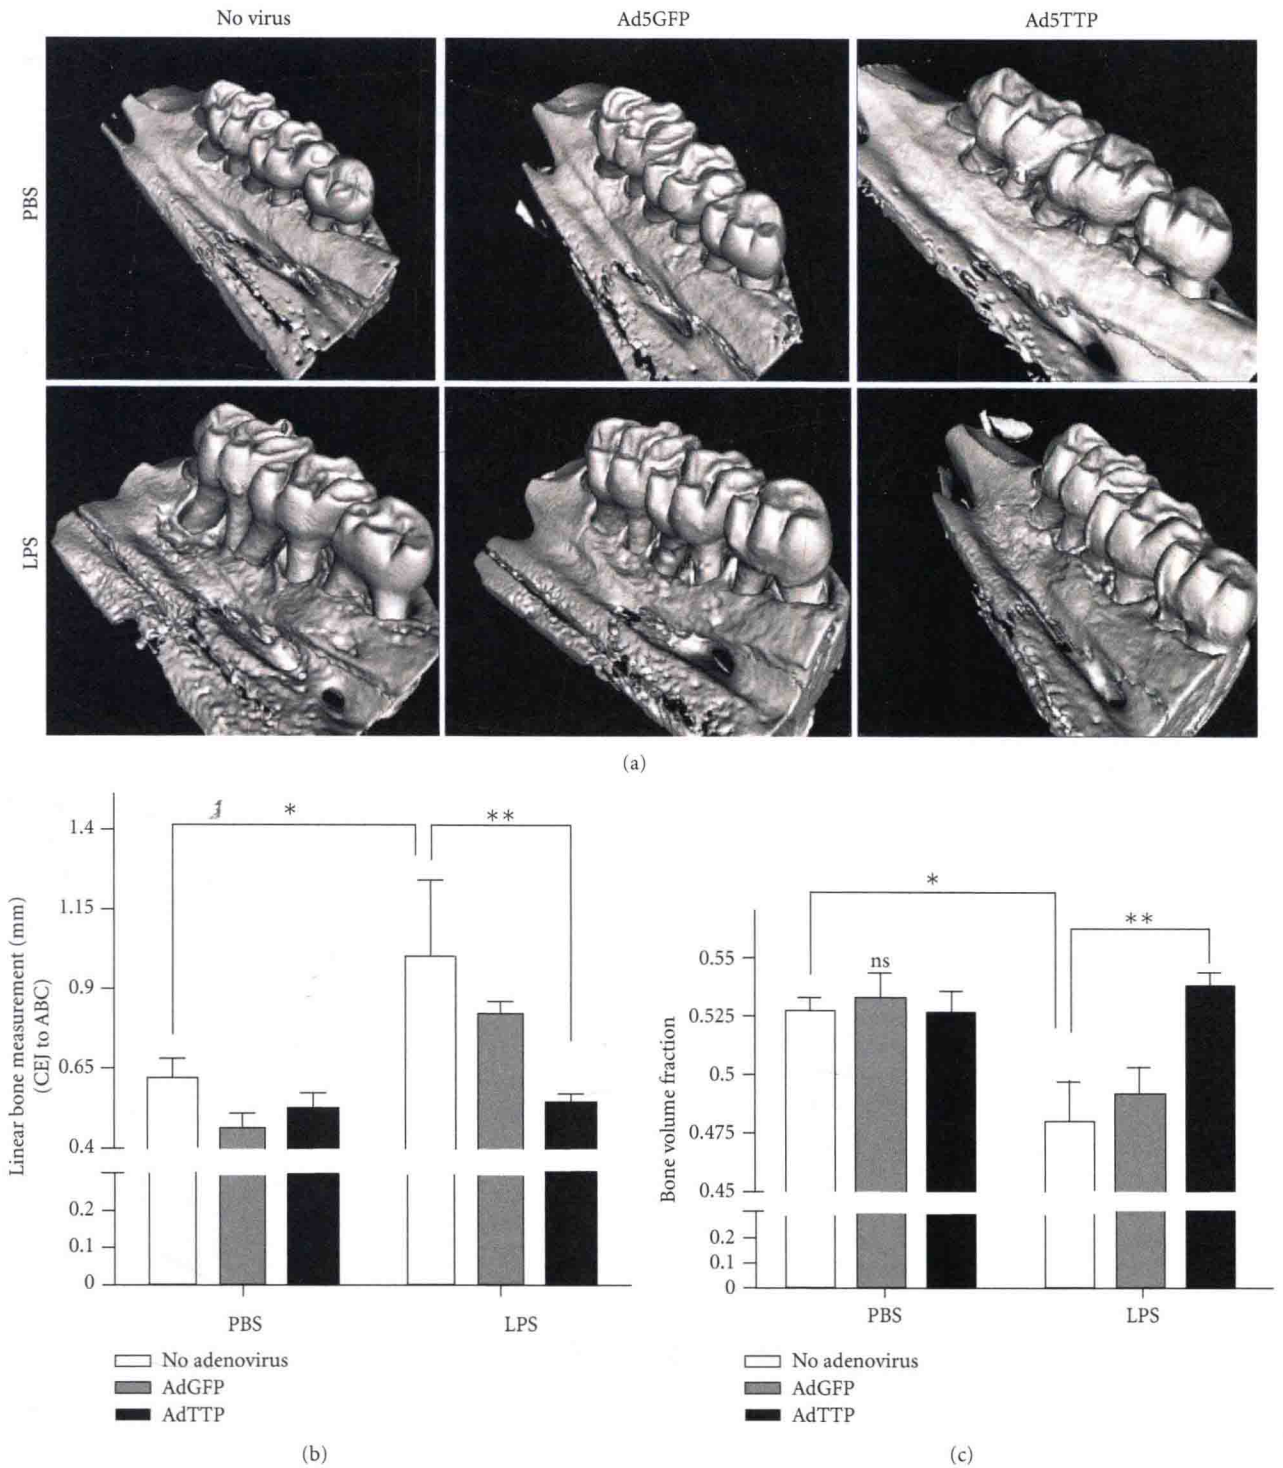 No virus
Ad5GFP
Ad5TTP
PBS
LPS
(a)
Linear bone measurement (mm)
(CEJ to ABC)
1.4
1.15
0.9
0.65
0.4
0.2
0.1
0
*
**
PBS
LPS
No adenovirus
AdGFP
AdTTP
(b)
Bone volume fraction
0.55
0.525
0.5
0.475
0.45
0.2
0.1
0
*
**
ns
PBS
LPS
No adenovirus
AdGFP
AdTTP
(c)